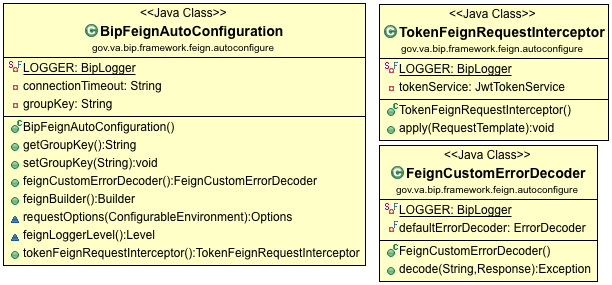 <<Java Class>>
BipFeignAutoConfiguration
gov.va.bip.framework.feign.autoconfigure
LOGGER: BipLogger
connectionTimeout: String
groupKey: String
BipFeignAutoConfiguration()
getGroupKey():String
setGroupKey(String):void
feignCustomErrorDecoder():FeignCustomErrorDecoder
feignBuilder():Builder
requestOptions(ConfigurableEnvironment):Options
feignLoggerLevel():Level
tokenFeignRequestInterceptor():TokenFeignRequestInterceptor
<<Java Class>>
TokenFeignRequestInterceptor
gov.va.bip.framework.feign.autoconfigure
LOGGER: BipLogger
tokenService: JwtTokenService
TokenFeignRequestInterceptor()
apply(RequestTemplate):void
<<Java Class>>
FeignCustomErrorDecoder
gov.va.bip.framework.feign.autoconfigure
LOGGER: BipLogger
defaultErrorDecoder: ErrorDecoder
FeignCustomErrorDecoder()
decode(String,Response):Exception